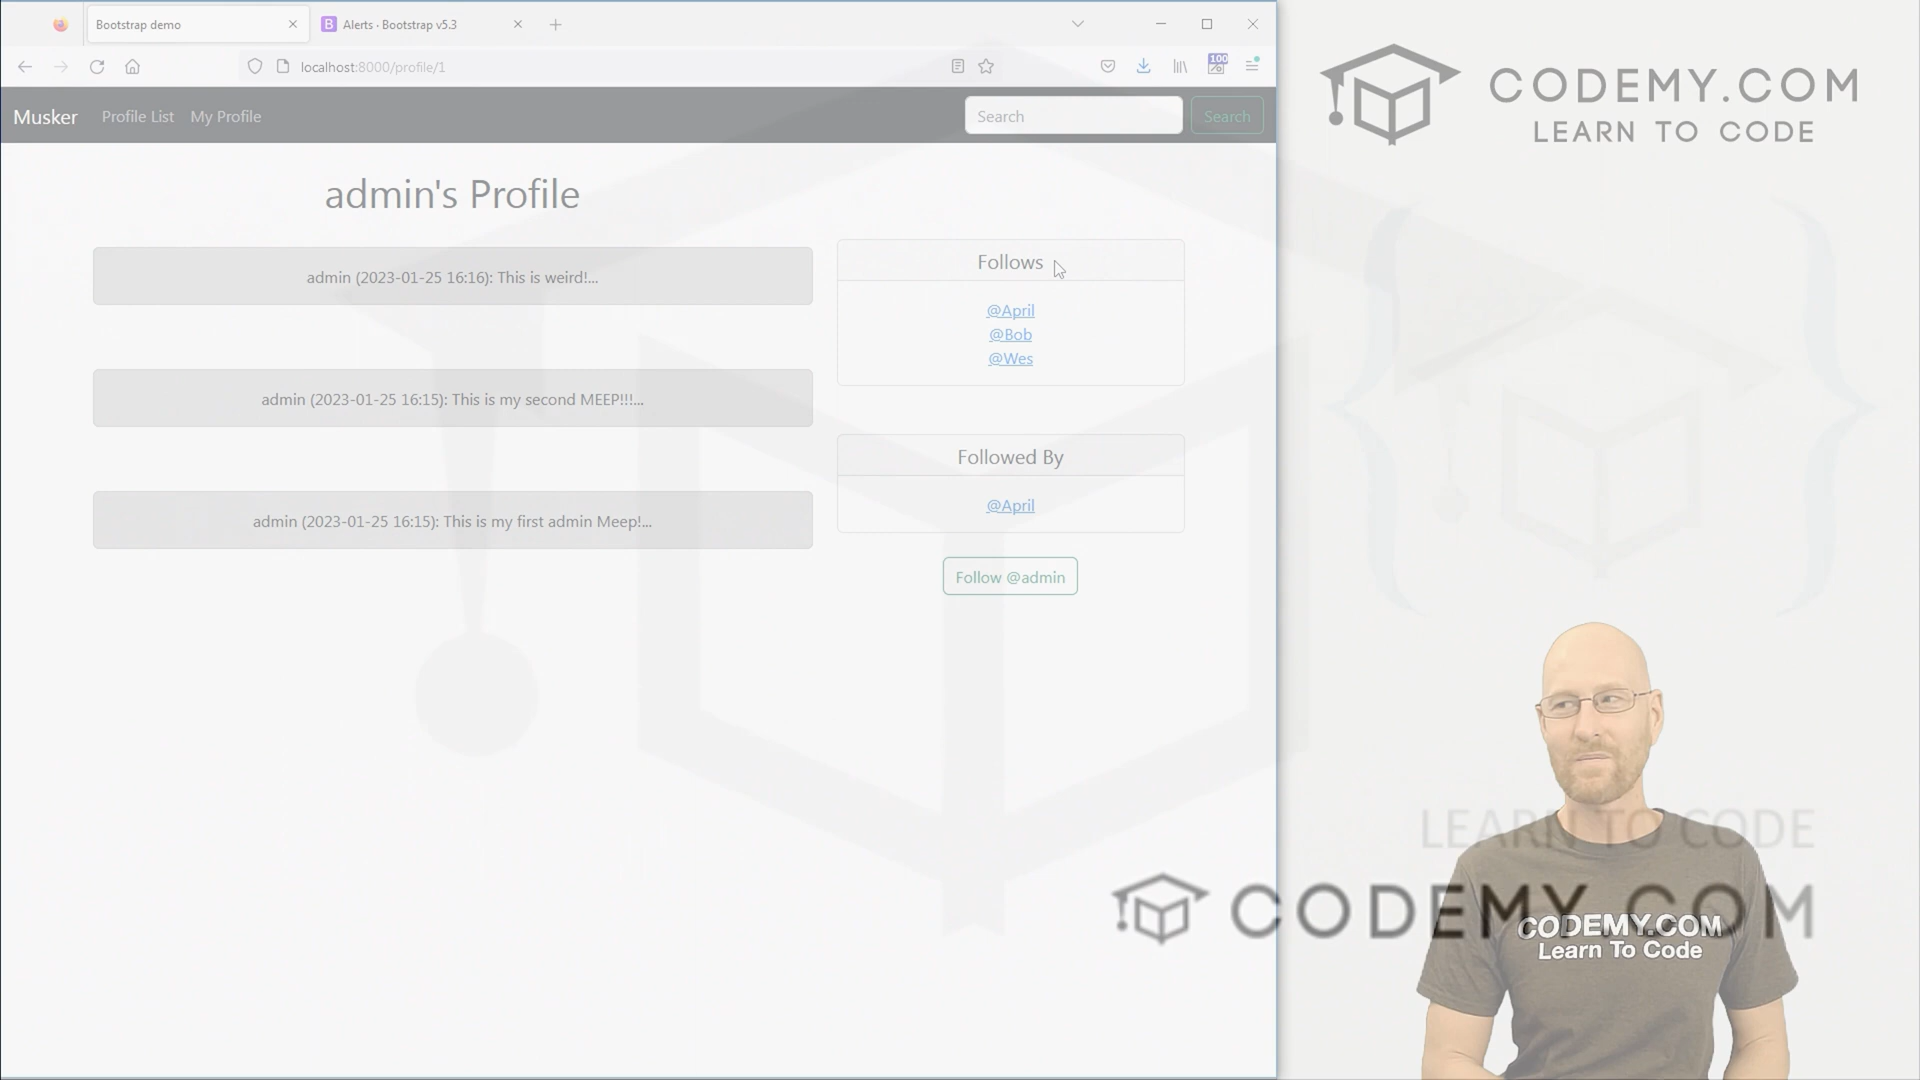 Bootstrap demo
Alerts · Bootstrap v5.3
localhost:8000/profile/1
100
Musker
Profile List
My Profile
Search
Search
admin's Profile
admin (2023-01-25 16:16): This is weird!...
admin (2023-01-25 16:15): This is my second MEEP!!!...
admin (2023-01-25 16:15): This is my first admin Meep!...
Follows
@April
@Bob
@Wes
Followed By
@April
Follow @admin
CODEMY.COM
LEARN TO CODE
LEARN TO CODE
CODEMY.COM
CODEMY.COM
Learn To Code